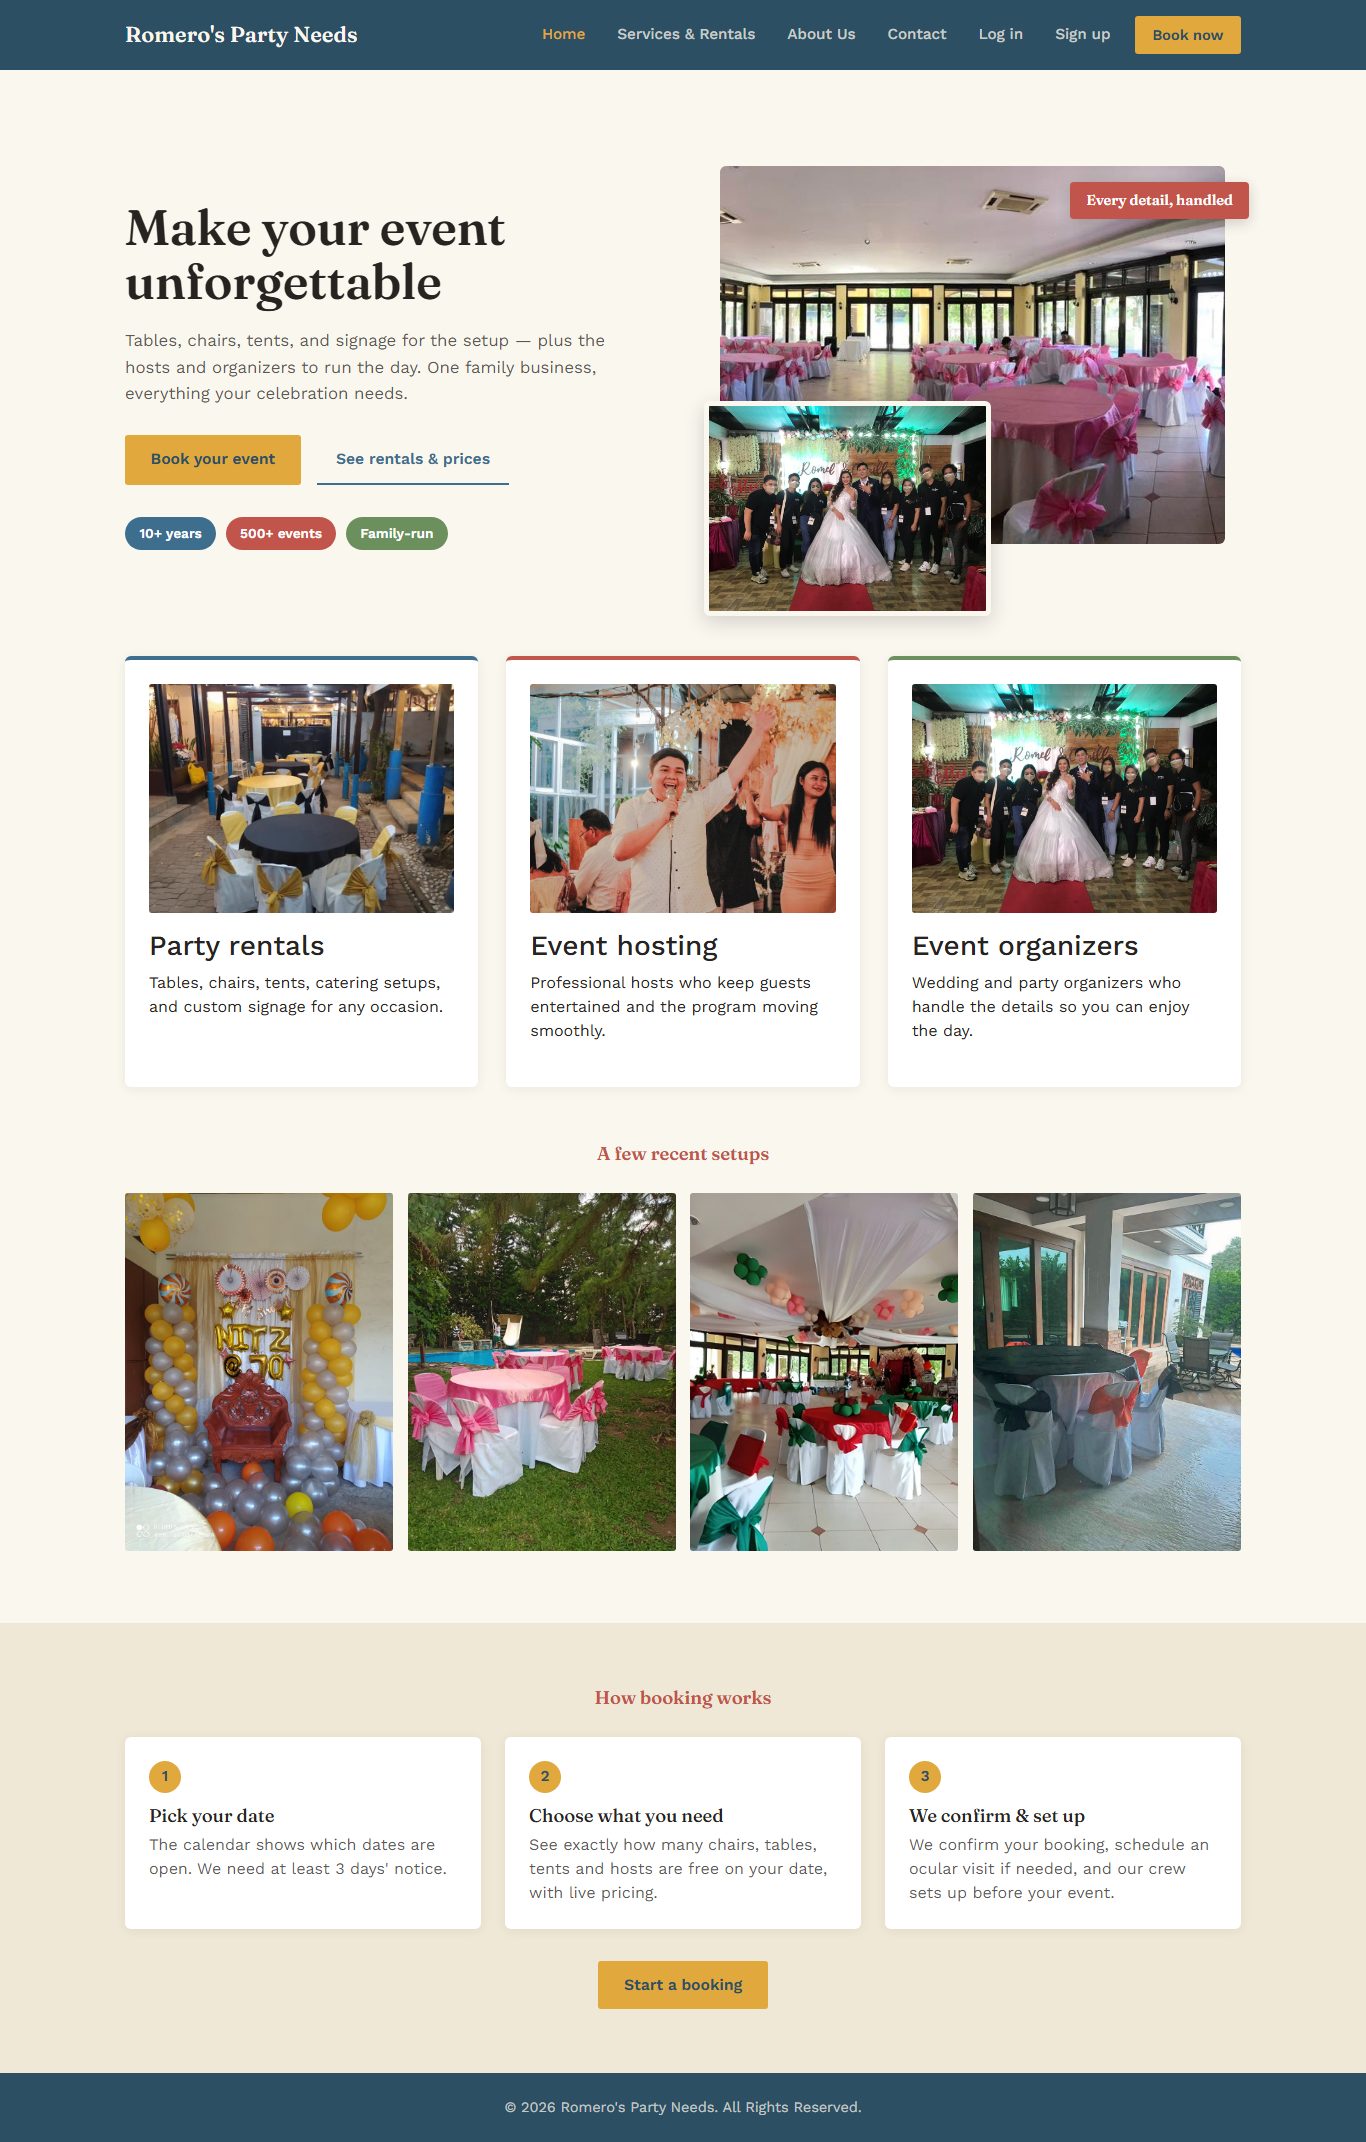 Romero's Party Needs
Home
Services & Rentals
About Us
Contact
Log in
Sign up
Book now
Every detail, handled
Make your event
unforgettable
Tables, chairs, tents, and signage for the setup — plus the
hosts and organizers to run the day. One family business,
everything your celebration needs.
Book your event
See rentals & prices
10+ years
500+ events
Family-run
Romel
Party rentals
Tables, chairs, tents, catering setups,
and custom signage for any occasion.
Event hosting
Professional hosts who keep guests
entertained and the program moving
smoothly.
Romel
Event organizers
Wedding and party organizers who
handle the details so you can enjoy
the day.
A few recent setups
NITZ
@ 70
How booking works
1
Pick your date
The calendar shows which dates are
open. We need at least 3 days' notice.
2
Choose what you need
See exactly how many chairs, tables,
tents and hosts are free on your date,
with live pricing.
3
We confirm & set up
We confirm your booking, schedule an
ocular visit if needed, and our crew
sets up before your event.
Start a booking
© 2026 Romero's Party Needs. All Rights Reserved.